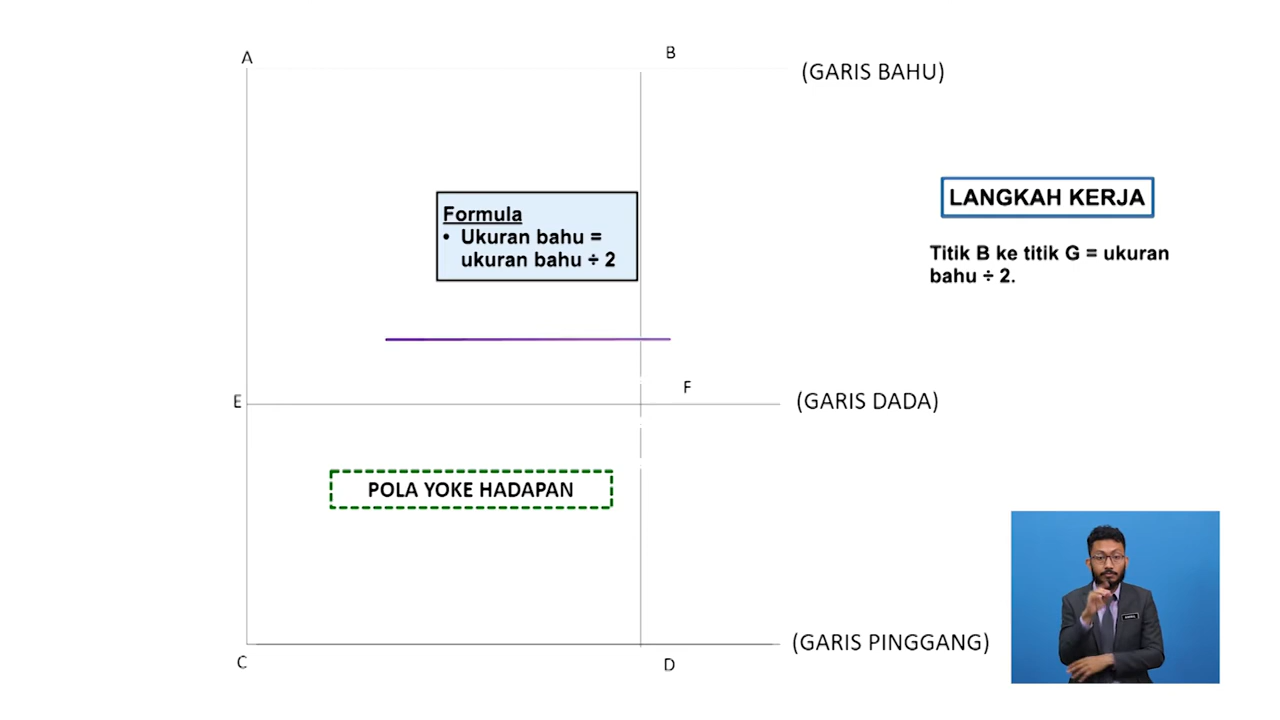 A
B
(GARIS BAHU)
LANGKAH KERJA
Formula
• Ukuran bahu =
ukuran bahu ÷ 2
Titik B ke titik G = ukuran
bahu ÷ 2.
F
E
(GARIS DADA)
POLA YOKE HADAPAN
(GARIS PINGGANG)
C
D